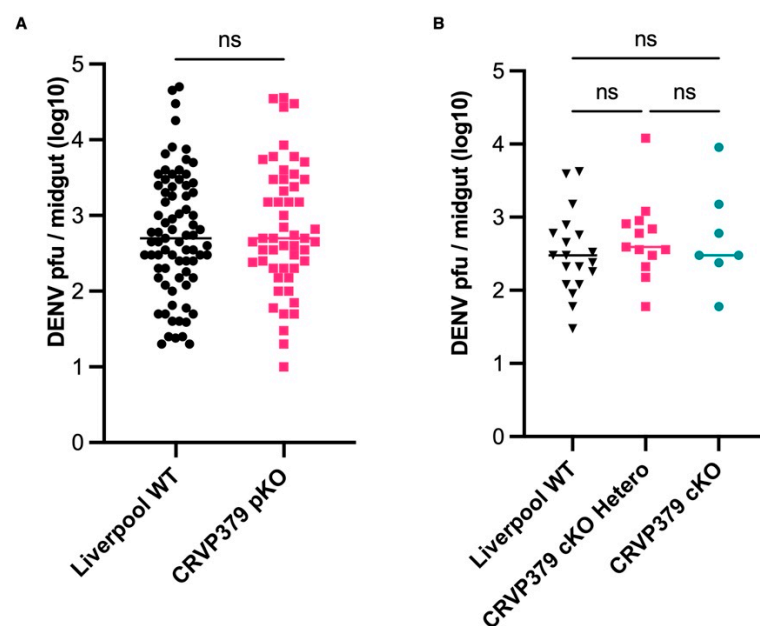 A
ns
DENV pfu / midgut (log10)
5
4
3
2
1
0
Liverpool WT
CRVP379 pKO
B
ns
ns
ns
DENV pfu / midgut (log10)
5
4
3
2
1
0
Liverpool WT
CRVP379 cKO Hetero
CRVP379 cKO